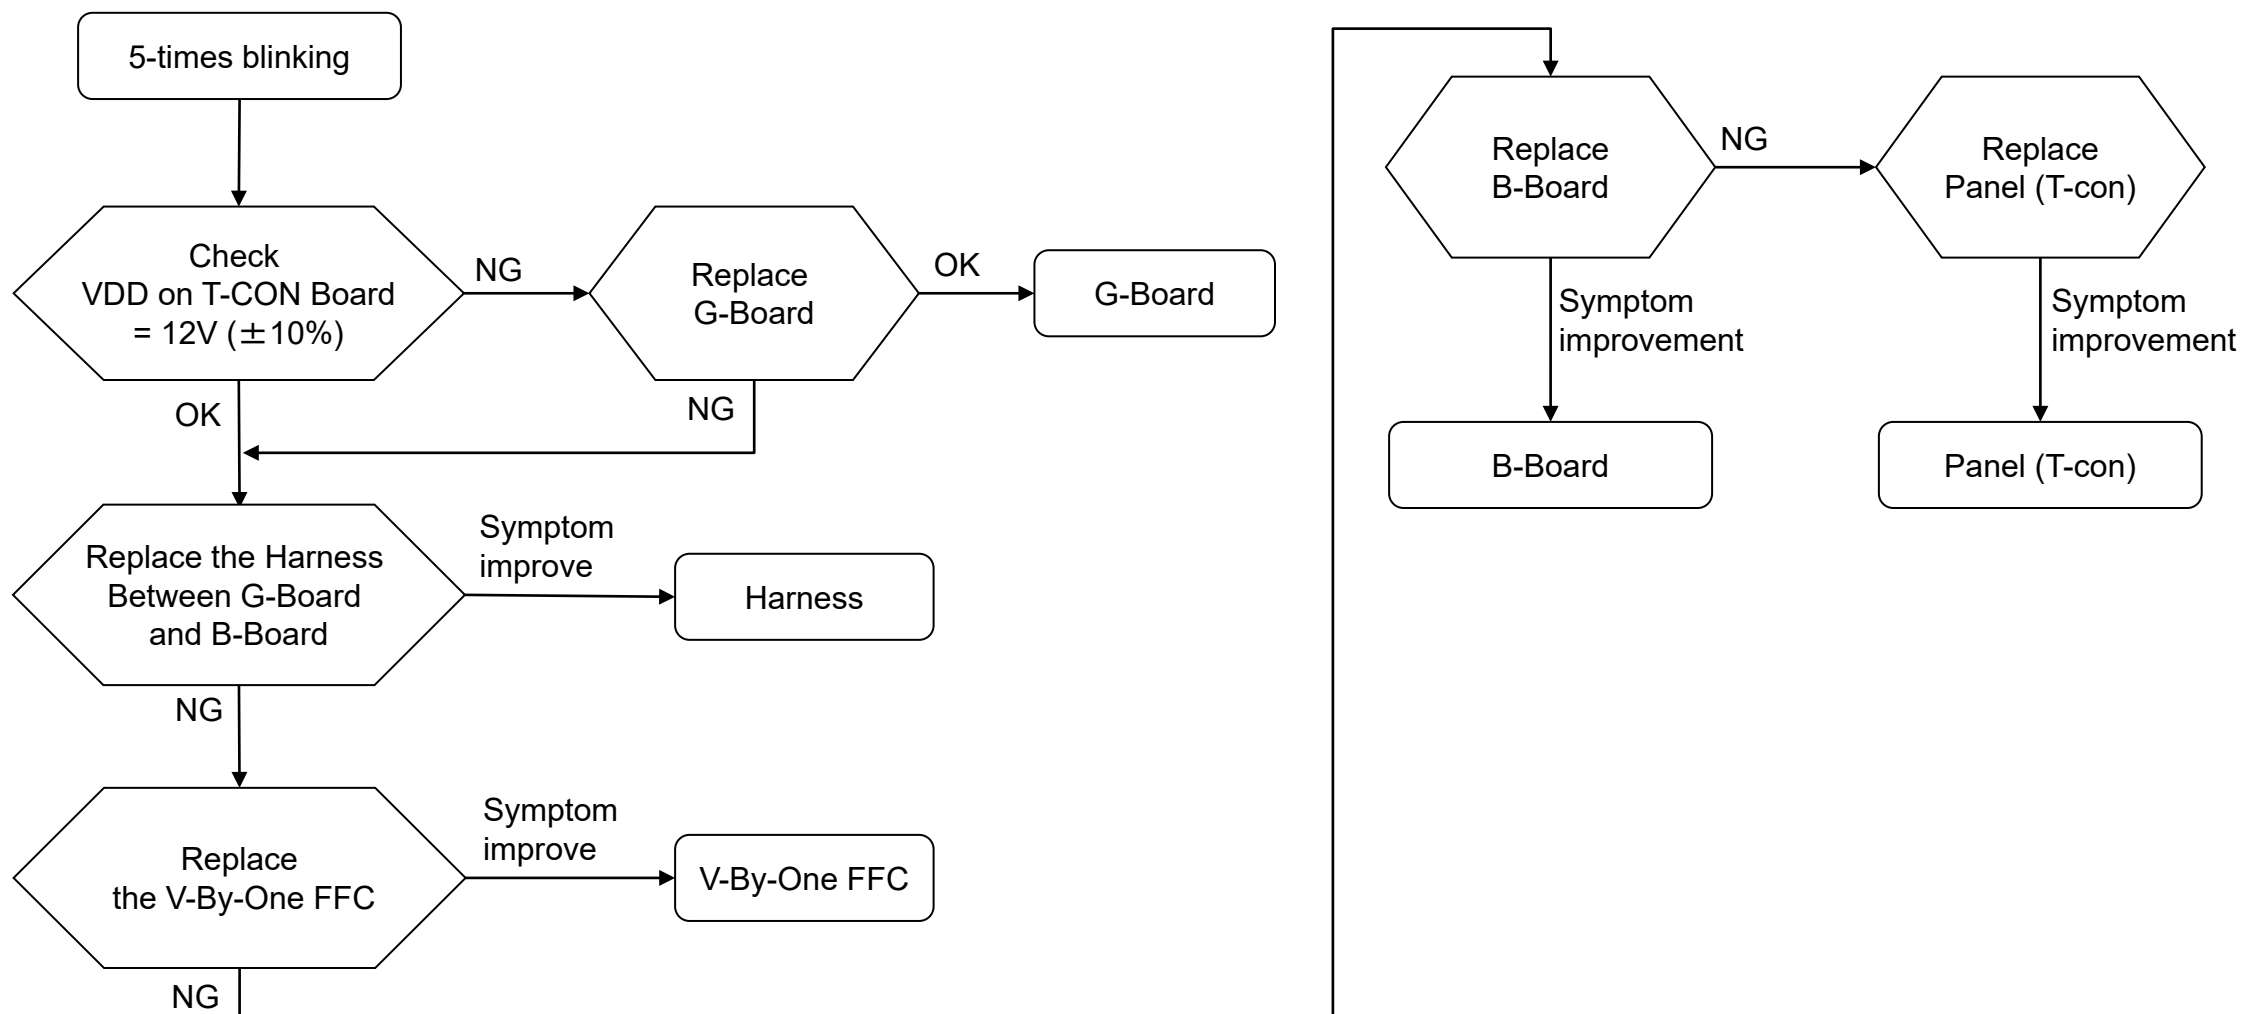 5-times blinking
Check
VDD on T-CON Board
= 12V (±10%)
NG
Replace
G-Board
OK
G-Board
NG
OK
Replace the Harness
Between G-Board
and B-Board
Symptom
improve
Harness
NG
Replace
the V-By-One FFC
Symptom
improve
V-By-One FFC
NG
Replace
B-Board
NG
Replace
Panel (T-con)
Symptom
improvement
B-Board
Symptom
improvement
Panel (T-con)